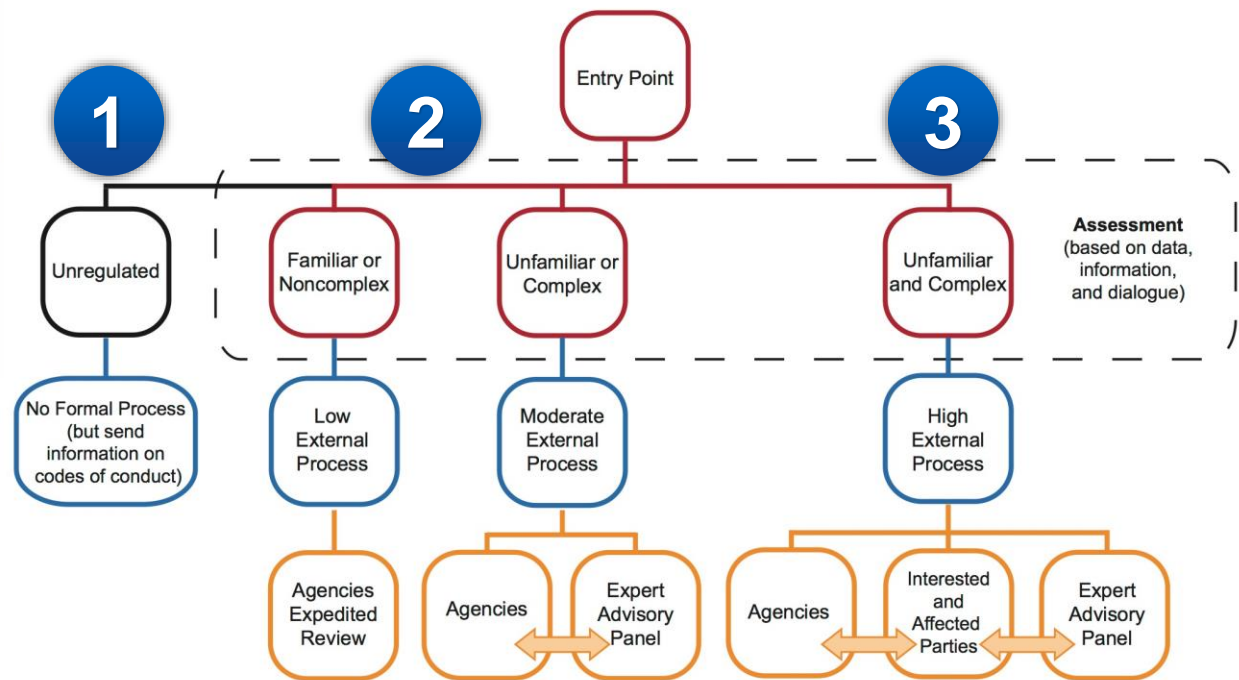 Entry Point
1
2
3
Unregulated
Familiar or
Noncomplex
Unfamiliar or
Complex
Unfamiliar
and Complex
Assessment
(based on data,
information,
and dialogue)
No Formal Process
(but send
information on
codes of conduct)
Low
External
Process
Moderate
External
Process
High
External
Process
Agencies
Expedited
Review
Agencies
Expert
Advisory
Panel
Agencies
Interested
and
Affected
Parties
Expert
Advisory
Panel